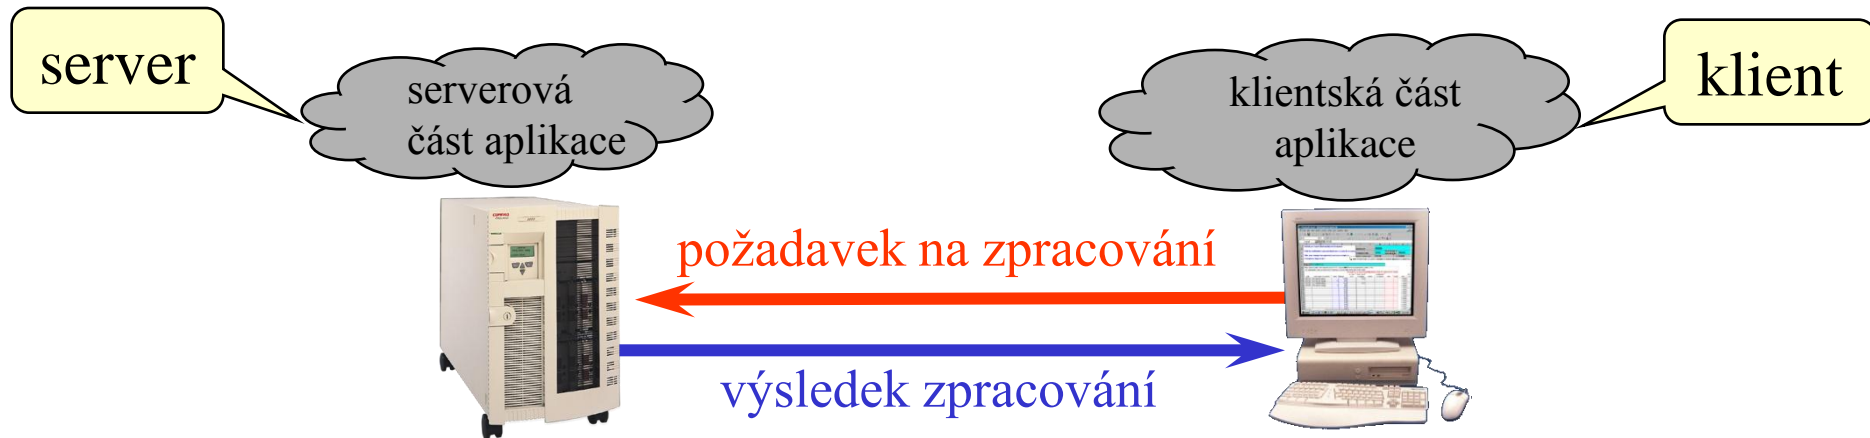 server
serverová
část aplikace
klientská část
aplikace
klient
požadavek na zpracování
výsledek zpracování